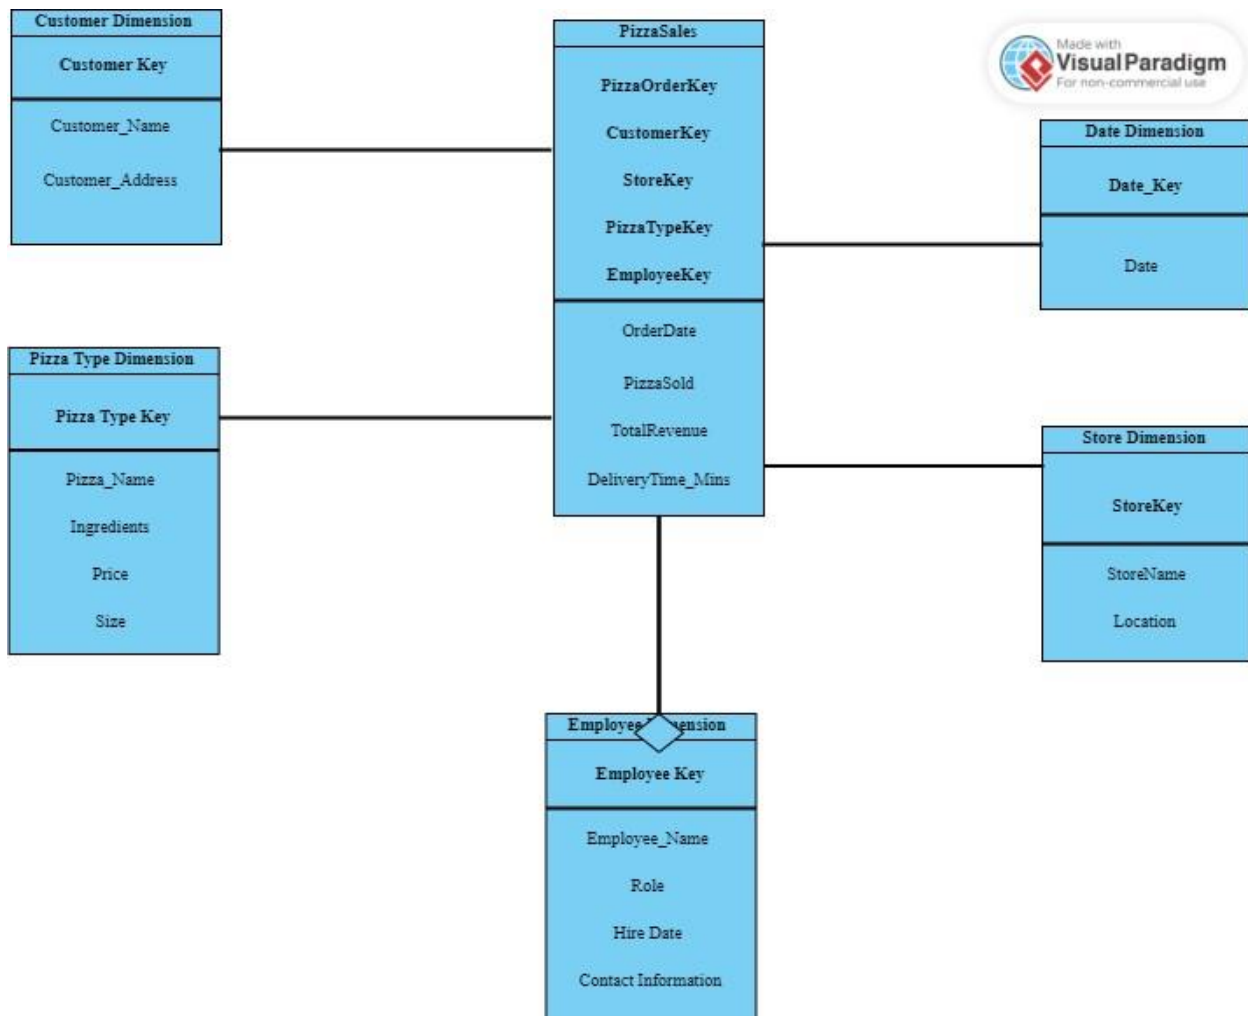 Customer Dimension
Customer Key
Customer_Name
Customer_Address
PizzaSales
PizzaOrderKey
CustomerKey
StoreKey
PizzaTypeKey
EmployeeKey
OrderDate
PizzaSold
TotalRevenue
DeliveryTime_Mins
Made with
Visual Paradigm
For non-commercial use
Date Dimension
Date_Key
Date
Pizza Type Dimension
Pizza Type Key
Pizza_Name
Ingredients
Price
Size
Store Dimension
StoreKey
StoreName
Location
Employee Dimension
Employee Key
Employee_Name
Role
Hire Date
Contact Information